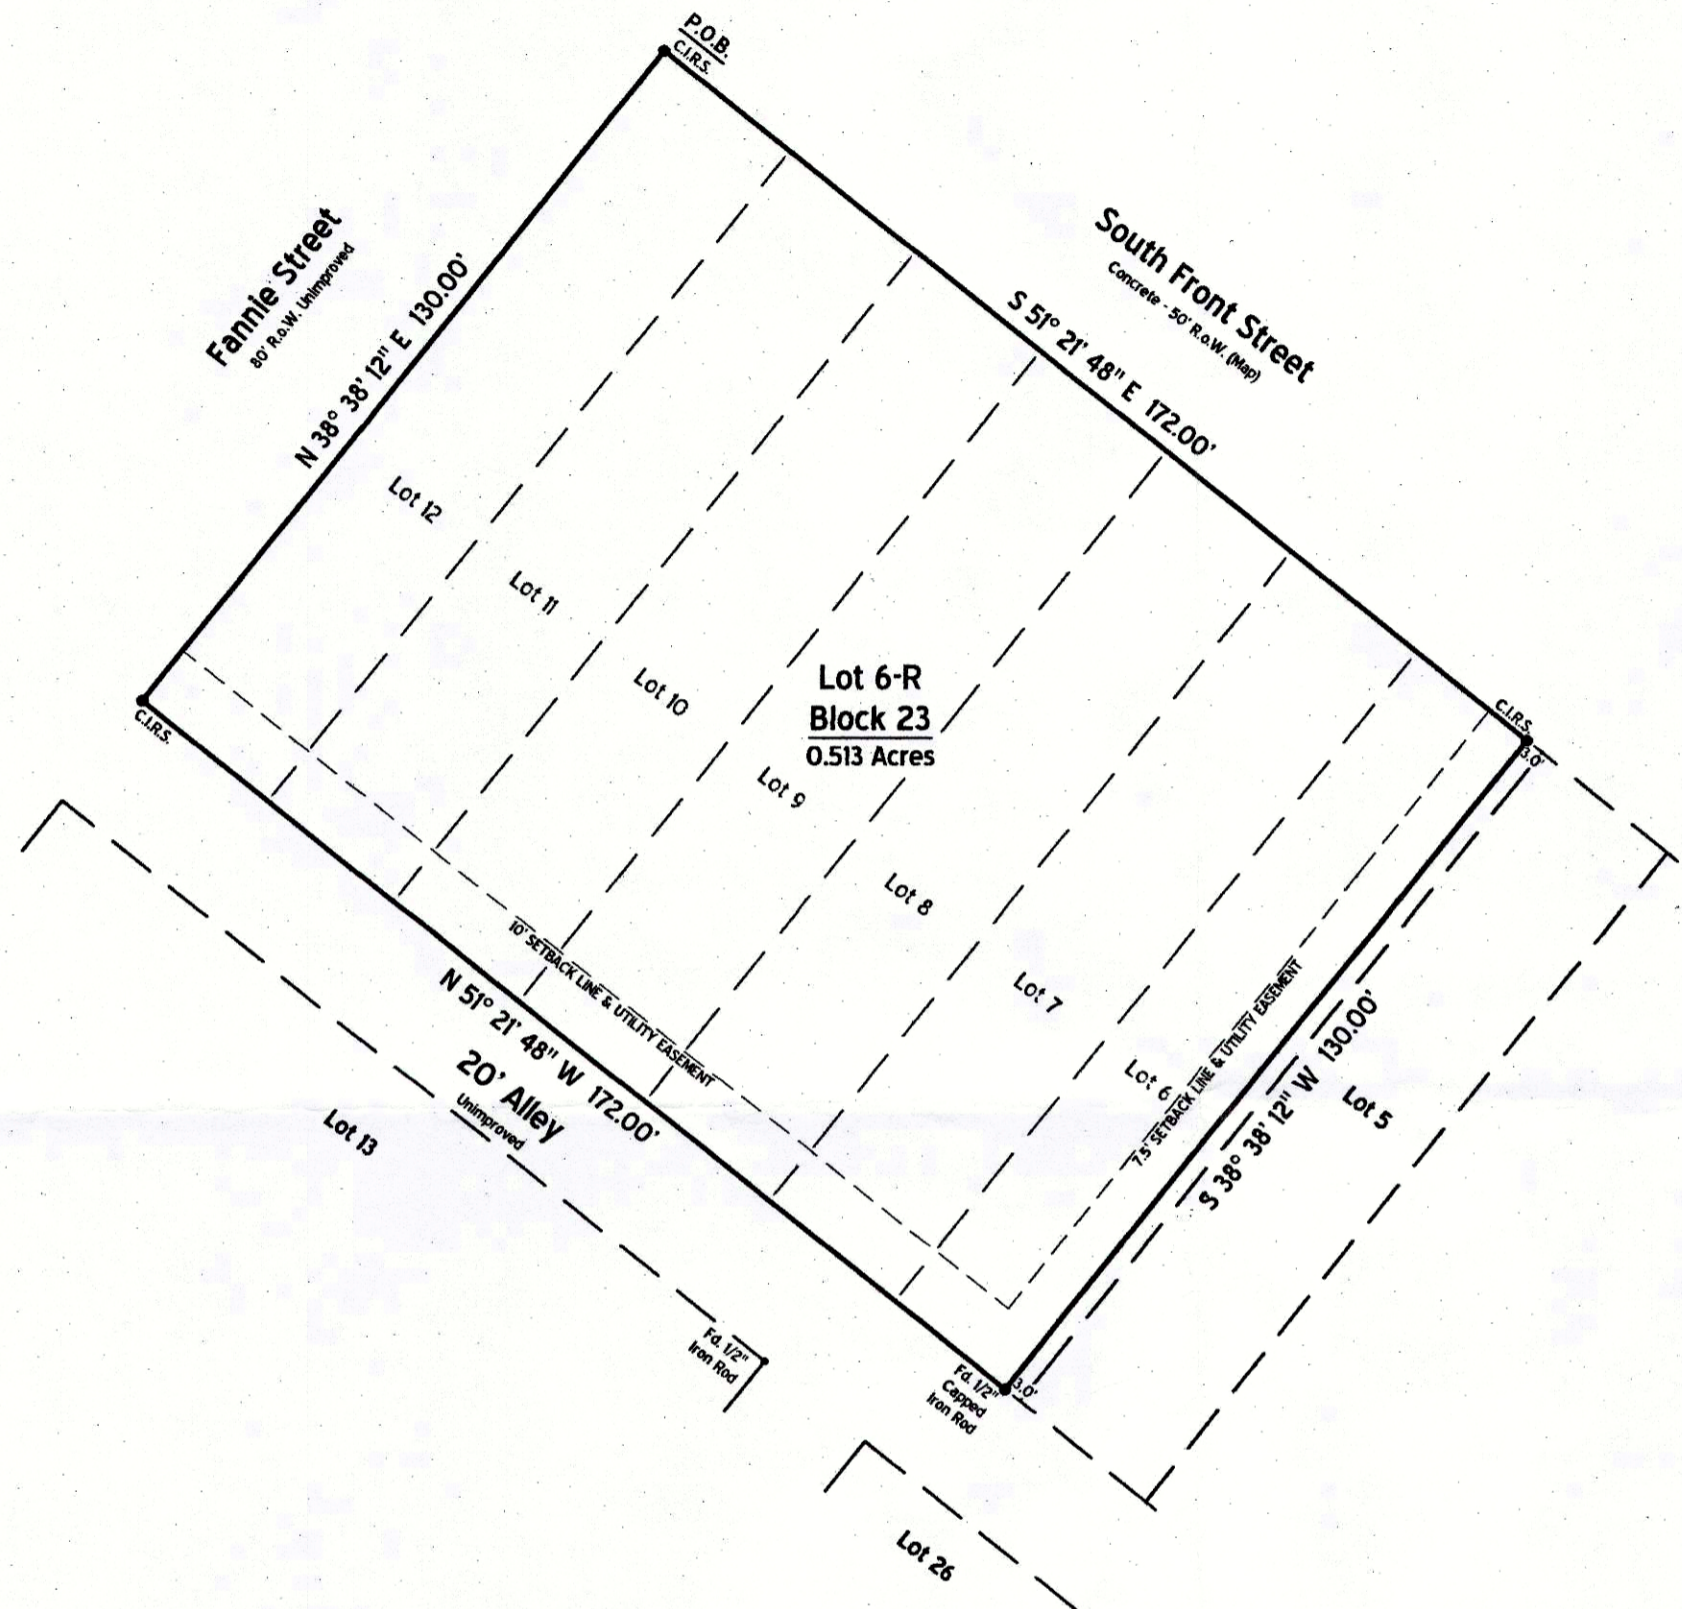 P.O.B.
C.I.R.S.
Fannie Street
80' R.o.W. Unimproved
N 38° 38' 12" E 130.00'
South Front Street
Concrete - 50' R.o.W. (Map)
S 51° 21' 48" E 172.00'
Lot 12
Lot 11
Lot 10
Lot 6-R
Block 23
0.513 Acres
Lot 9
Lot 8
Lot 7
Lot 6
C.I.R.S.
3.0'
C.I.R.S.
10' SETBACK LINE & UTILITY EASEMENT
7.5' SETBACK LINE & UTILITY EASEMENT
S 38° 38' 12" W 130.00'
Lot 5
N 51° 21' 48" W 172.00'
20' Alley
Unimproved
Lot 13
Fd. 1/2"
Iron Rod
Fd. 1/2"
Capped
Iron Rod
3.0'
Lot 26